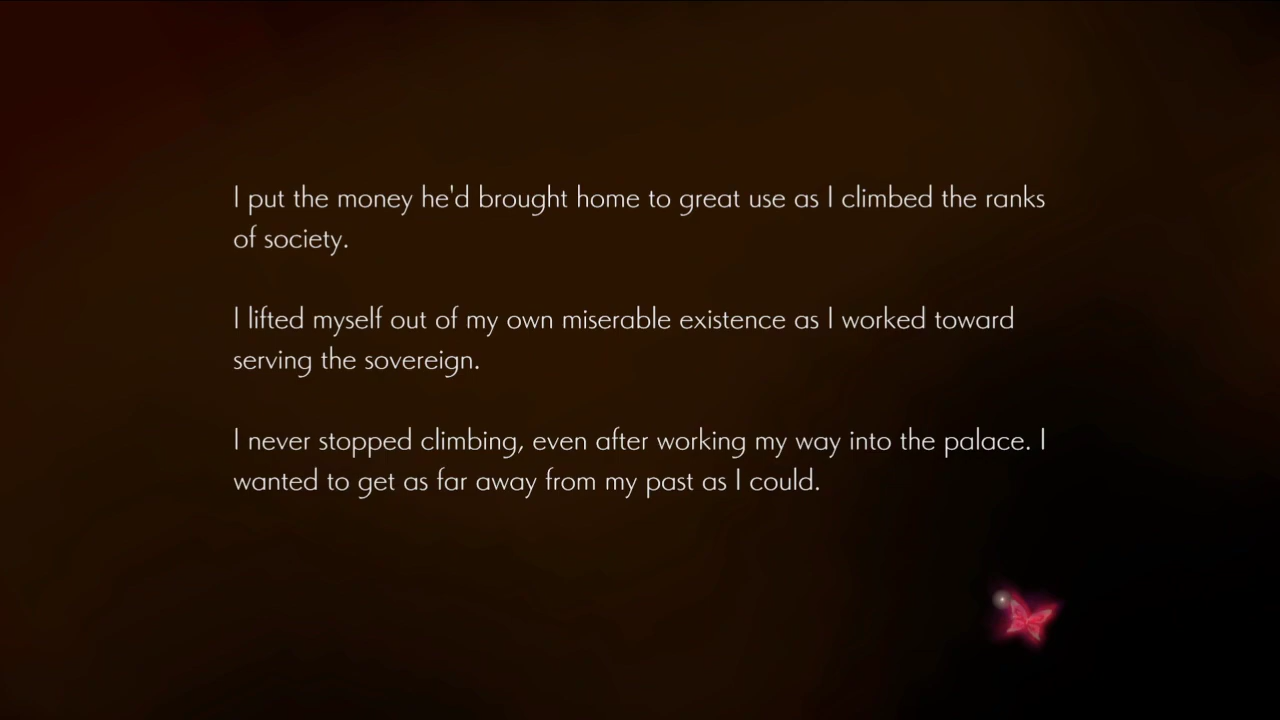 I put the money he'd brought home to great use as I climbed the ranks
of society.
I lifted myself out of my own miserable existence as I worked toward
serving the sovereign.
I never stopped climbing, even after working my way into the palace. I
wanted to get as far away from my past as I could.